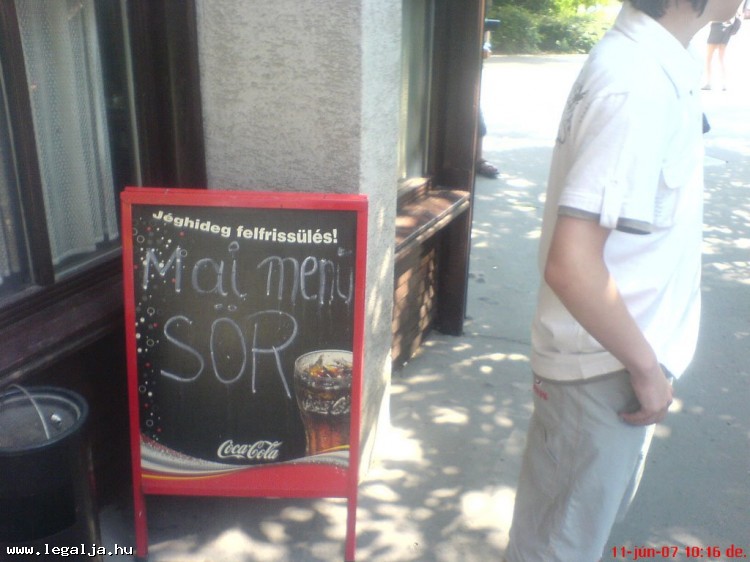 Jéghideg felfrissülés!
Mai menü
SÖR
Coca-Cola
www.legalja.hu
11-jun-07 10:16 de.